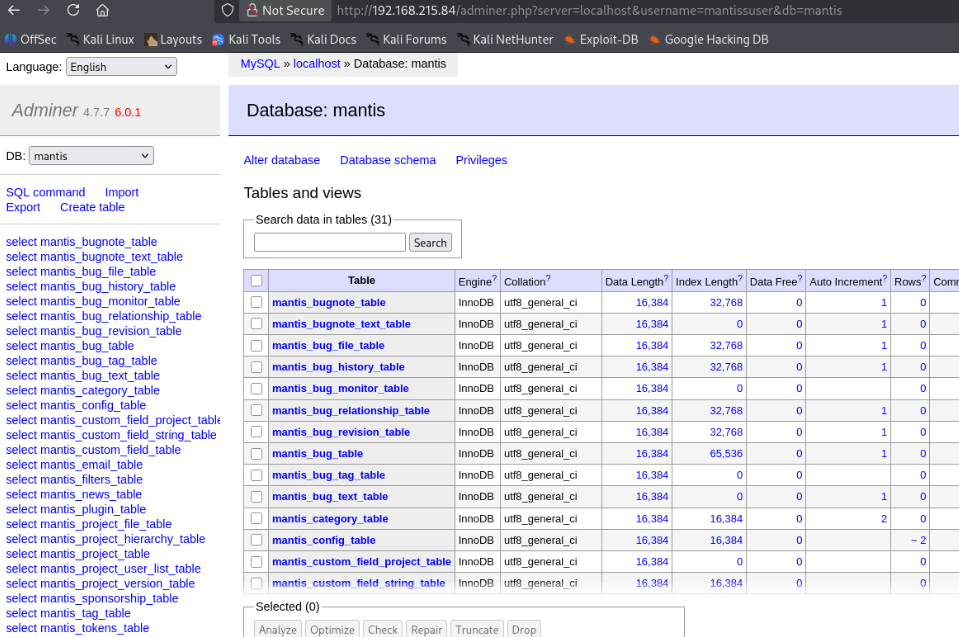 Not Secure http://192.168.215.84/adminer.php?server=localhost&username=mantissuser&db=mantis
OffSec Kali Linux Layouts Kali Tools Kali Docs Kali Forums Kali NetHunter Exploit-DB Google Hacking DB
Language: English
MySQL » localhost » Database: mantis
Adminer 4.7.7 6.0.1
Database: mantis
DB: mantis
Alter database Database schema Privileges
SQL command Import
Export Create table
Tables and views
Search data in tables (31)
Search
select mantis_bugnote_table
select mantis_bugnote_text_table
select mantis_bug_file_table
select mantis_bug_history_table
select mantis_bug_monitor_table
select mantis_bug_relationship_table
select mantis_bug_revision_table
select mantis_bug_table
select mantis_bug_tag_table
select mantis_bug_text_table
select mantis_category_table
select mantis_config_table
select mantis_custom_field_project_table
select mantis_custom_field_string_table
select mantis_custom_field_table
select mantis_email_table
select mantis_filters_table
select mantis_news_table
select mantis_plugin_table
select mantis_project_file_table
select mantis_project_hierarchy_table
select mantis_project_table
select mantis_project_user_list_table
select mantis_project_version_table
select mantis_sponsorship_table
select mantis_tag_table
select mantis_tokens_table
Table Engine? Collation? Data Length? Index Length? Data Free? Auto Increment? Rows? Comm
mantis_bugnote_table InnoDB utf8_general_ci 16,384 32,768 0 1 0
mantis_bugnote_text_table InnoDB utf8_general_ci 16,384 0 0 1 0
mantis_bug_file_table InnoDB utf8_general_ci 16,384 32,768 0 1 0
mantis_bug_history_table InnoDB utf8_general_ci 16,384 32,768 0 1 0
mantis_bug_monitor_table InnoDB utf8_general_ci 16,384 0 0 0
mantis_bug_relationship_table InnoDB utf8_general_ci 16,384 32,768 0 1 0
mantis_bug_revision_table InnoDB utf8_general_ci 16,384 32,768 0 1 0
mantis_bug_table InnoDB utf8_general_ci 16,384 65,536 0 1 0
mantis_bug_tag_table InnoDB utf8_general_ci 16,384 0 0 0
mantis_bug_text_table InnoDB utf8_general_ci 16,384 0 0 1 0
mantis_category_table InnoDB utf8_general_ci 16,384 16,384 0 2 0
mantis_config_table InnoDB utf8_general_ci 16,384 16,384 0 ~ 2
mantis_custom_field_project_table InnoDB utf8_general_ci 16,384 0 0 0
mantis_custom_field_string_table InnoDB utf8_general_ci 16,384 16,384 0 0
Selected (0)
Analyze Optimize Check Repair Truncate Drop